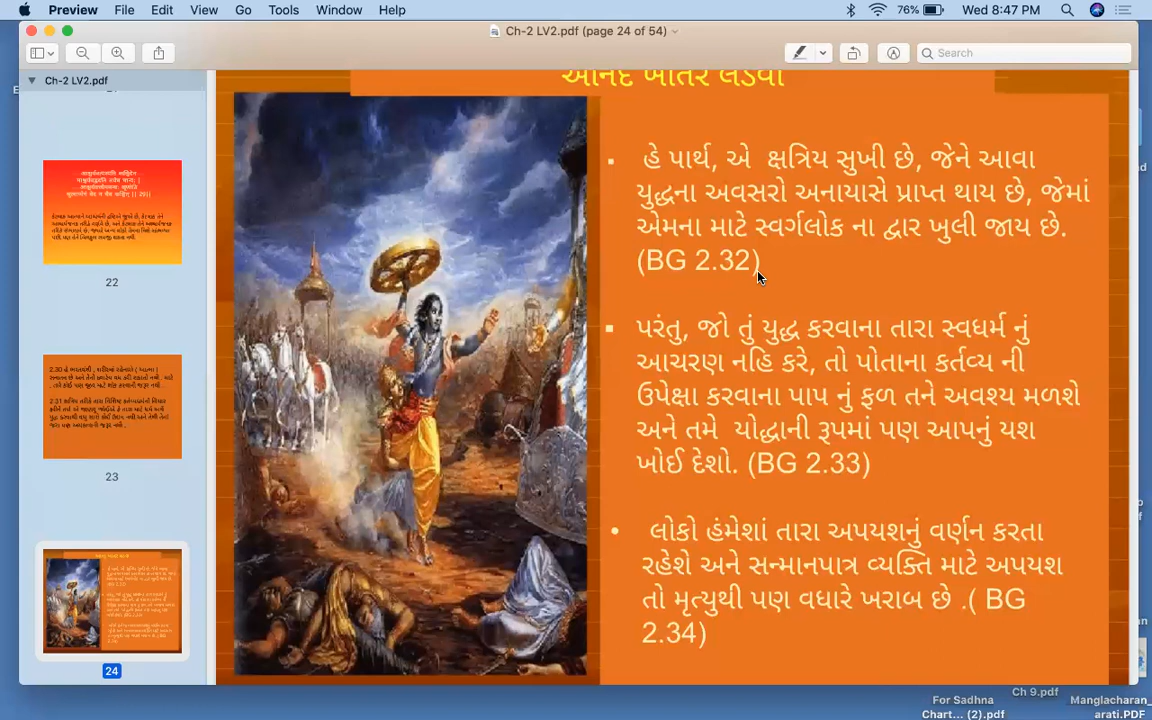 Preview File Edit View Go Tools Window Help 76% Wed 8:47 PM
Ch-2 LV2.pdf (page 24 of 54)
Search
Ch-2 LV2.pdf
22
23
24
આનંદ ખાતર લડવા
હે પાર્થ, એ ક્ષત્રિય સુખી છે, જેને આવા
યુદ્ધના અવસરો અનાયાસે પ્રાપ્ત થાય છે, જેમાં
એમના માટે સ્વર્ગલોક ના દ્વાર ખુલી જાય છે.
(BG 2.32)
પરંતુ, જો તું યુદ્ધ કરવાના તારા સ્વધર્મ નું
આચરણ નહિ કરે, તો પોતાના કર્તવ્ય ની
ઉપેક્ષા કરવાના પાપ નું ફળ તને અવશ્ય મળશે
અને તમે યોદ્ધાની રૂપમાં પણ આપનું યશ
ખોઈ દેશો. (BG 2.33)
લોકો હંમેશાં તારા અપયશનું વર્ણન કરતા
રહેશે અને સન્માનપાત્ર વ્યક્તિ માટે અપયશ
તો મૃત્યુથી પણ વધારે ખરાબ છે .( BG
2.34)
For Sadhna
Chart... (2).pdf
Ch 9.pdf
Manglacharan_
arati.PDF